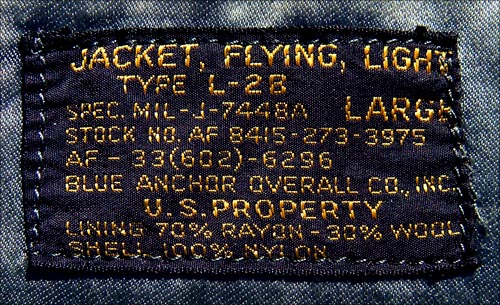 JACKET, FLYING, LIGHT
TYPE L-2B
SPEC. MIL-J-7448A LARGE
STOCK NO. AF 8415-273-3975
AF-33(602)-6296
BLUE ANCHOR OVERALL CO., INC.
U.S. PROPERTY
LINING 70% RAYON-30% WOOL
SHELL 100% NYLON